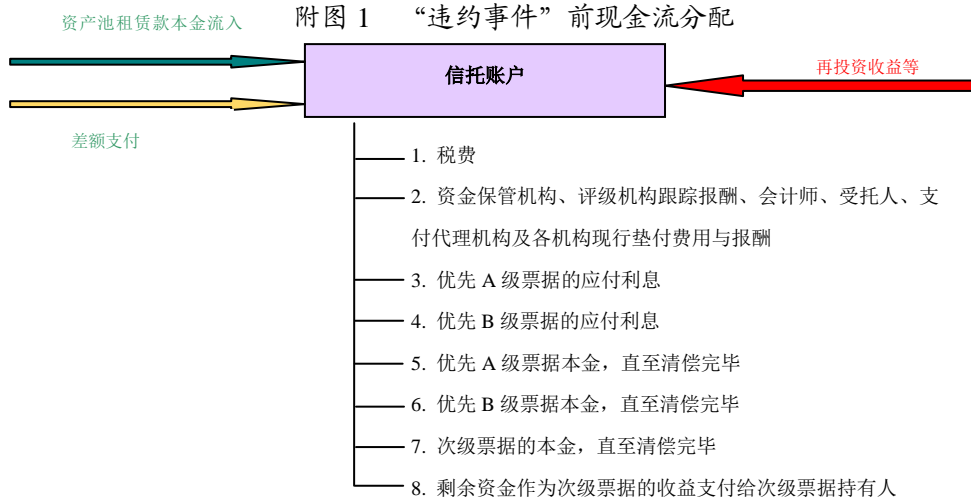 附图 1 “违约事件”前现金流分配
资产池租赁款本金流入
信托账户
再投资收益等
差额支付
1. 税费
2. 资金保管机构、评级机构跟踪报酬、会计师、受托人、支
付代理机构及各机构现行垫付费用与报酬
3. 优先 A 级票据的应付利息
4. 优先 B 级票据的应付利息
5. 优先 A 级票据本金，直至清偿完毕
6. 优先 B 级票据本金，直至清偿完毕
7. 次级票据的本金，直至清偿完毕
8. 剩余资金作为次级票据的收益支付给次级票据持有人